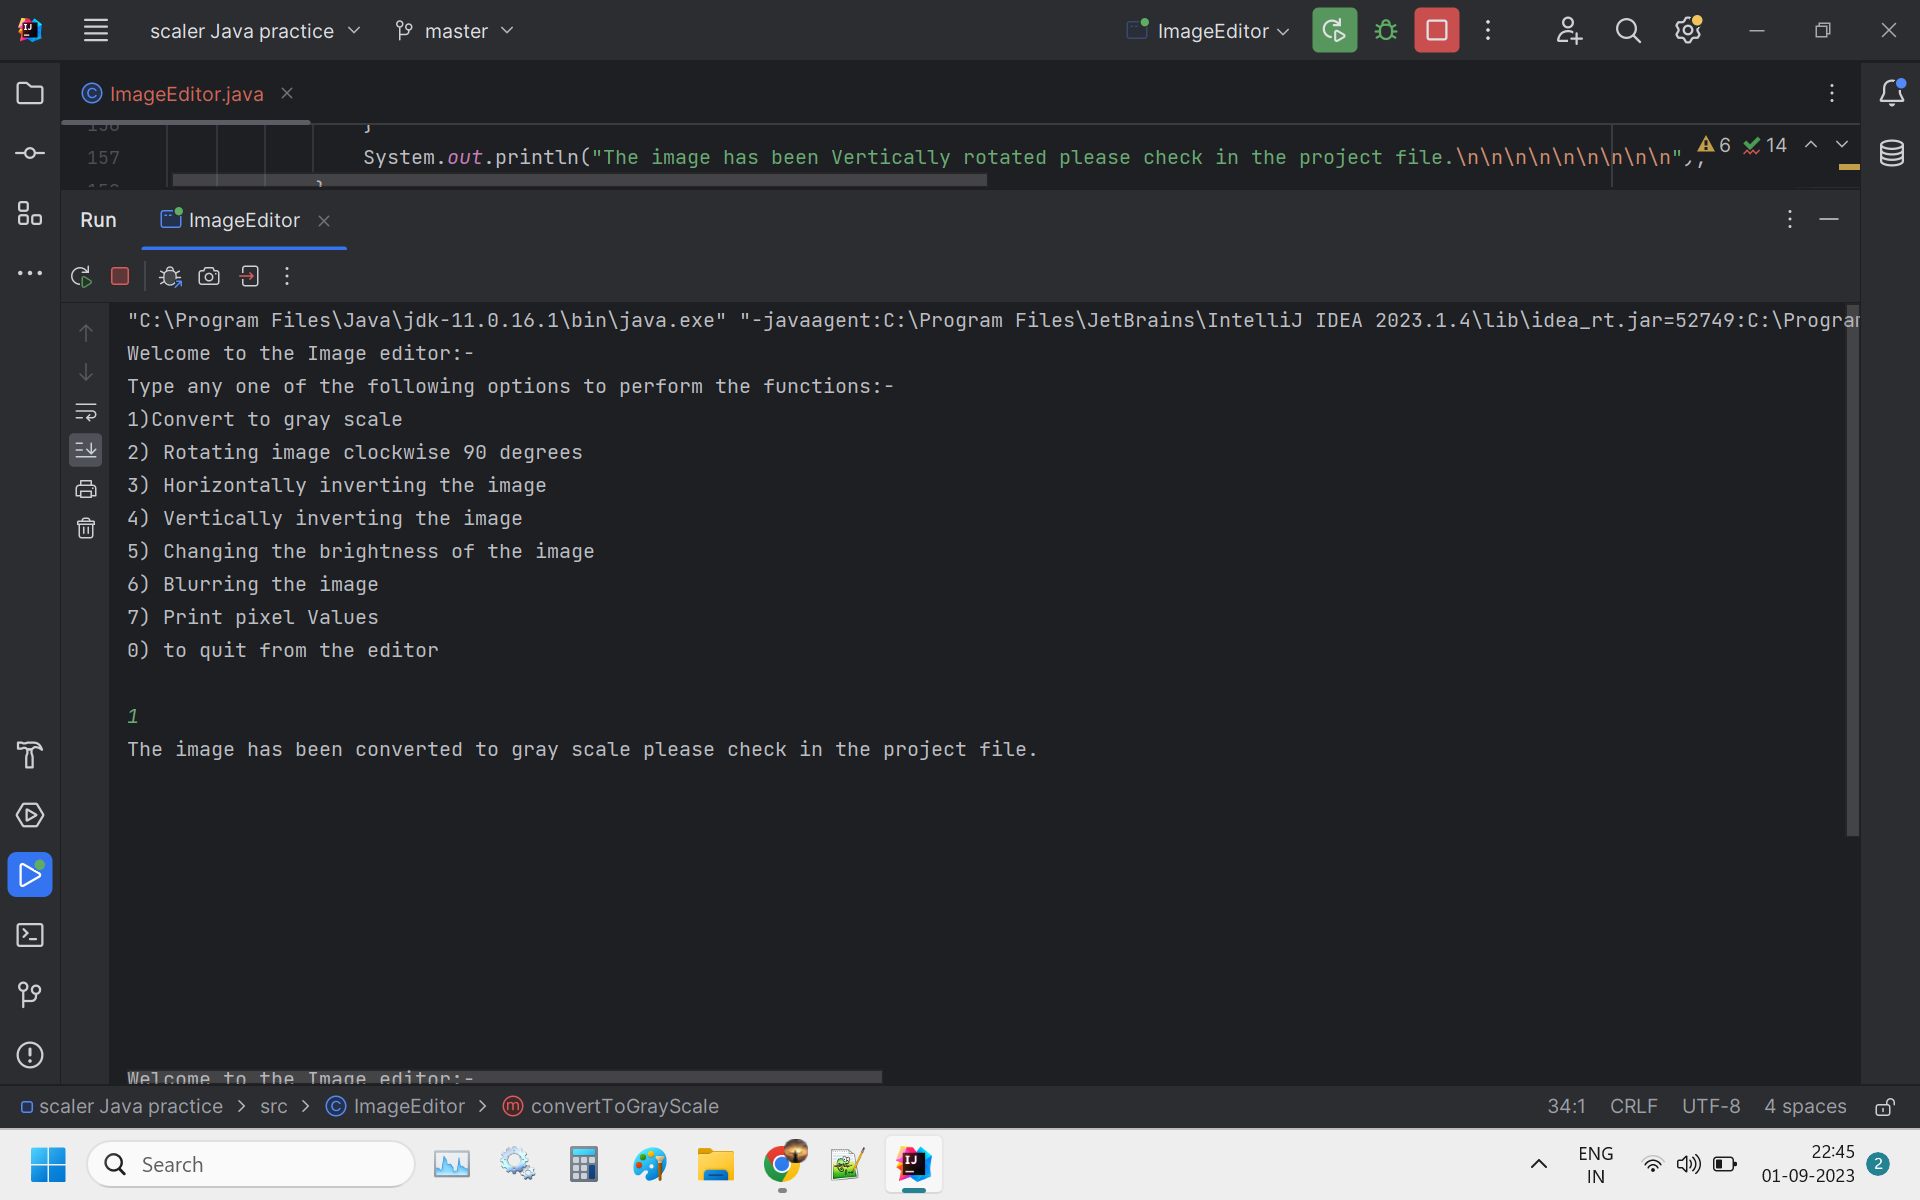 scaler Java practice master ImageEditor
ImageEditor.java
157 System.out.println("The image has been Vertically rotated please check in the project file.\n\n\n\n\n\n\n\n\n"); 6 14
Run ImageEditor
"C:\Program Files\Java\jdk-11.0.16.1\bin\java.exe" "-javaagent:C:\Program Files\JetBrains\IntelliJ IDEA 2023.1.4\lib\idea_rt.jar=52749:C:\Program
Welcome to the Image editor:-
Type any one of the following options to perform the functions:-
1)Convert to gray scale
2) Rotating image clockwise 90 degrees
3) Horizontally inverting the image
4) Vertically inverting the image
5) Changing the brightness of the image
6) Blurring the image
7) Print pixel Values
0) to quit from the editor
1
The image has been converted to gray scale please check in the project file.
Welcome to the Image editor:-
scaler Java practice > src > ImageEditor > convertToGrayScale 34:1 CRLF UTF-8 4 spaces
Search
ENG
IN
22:45
01-09-2023
2